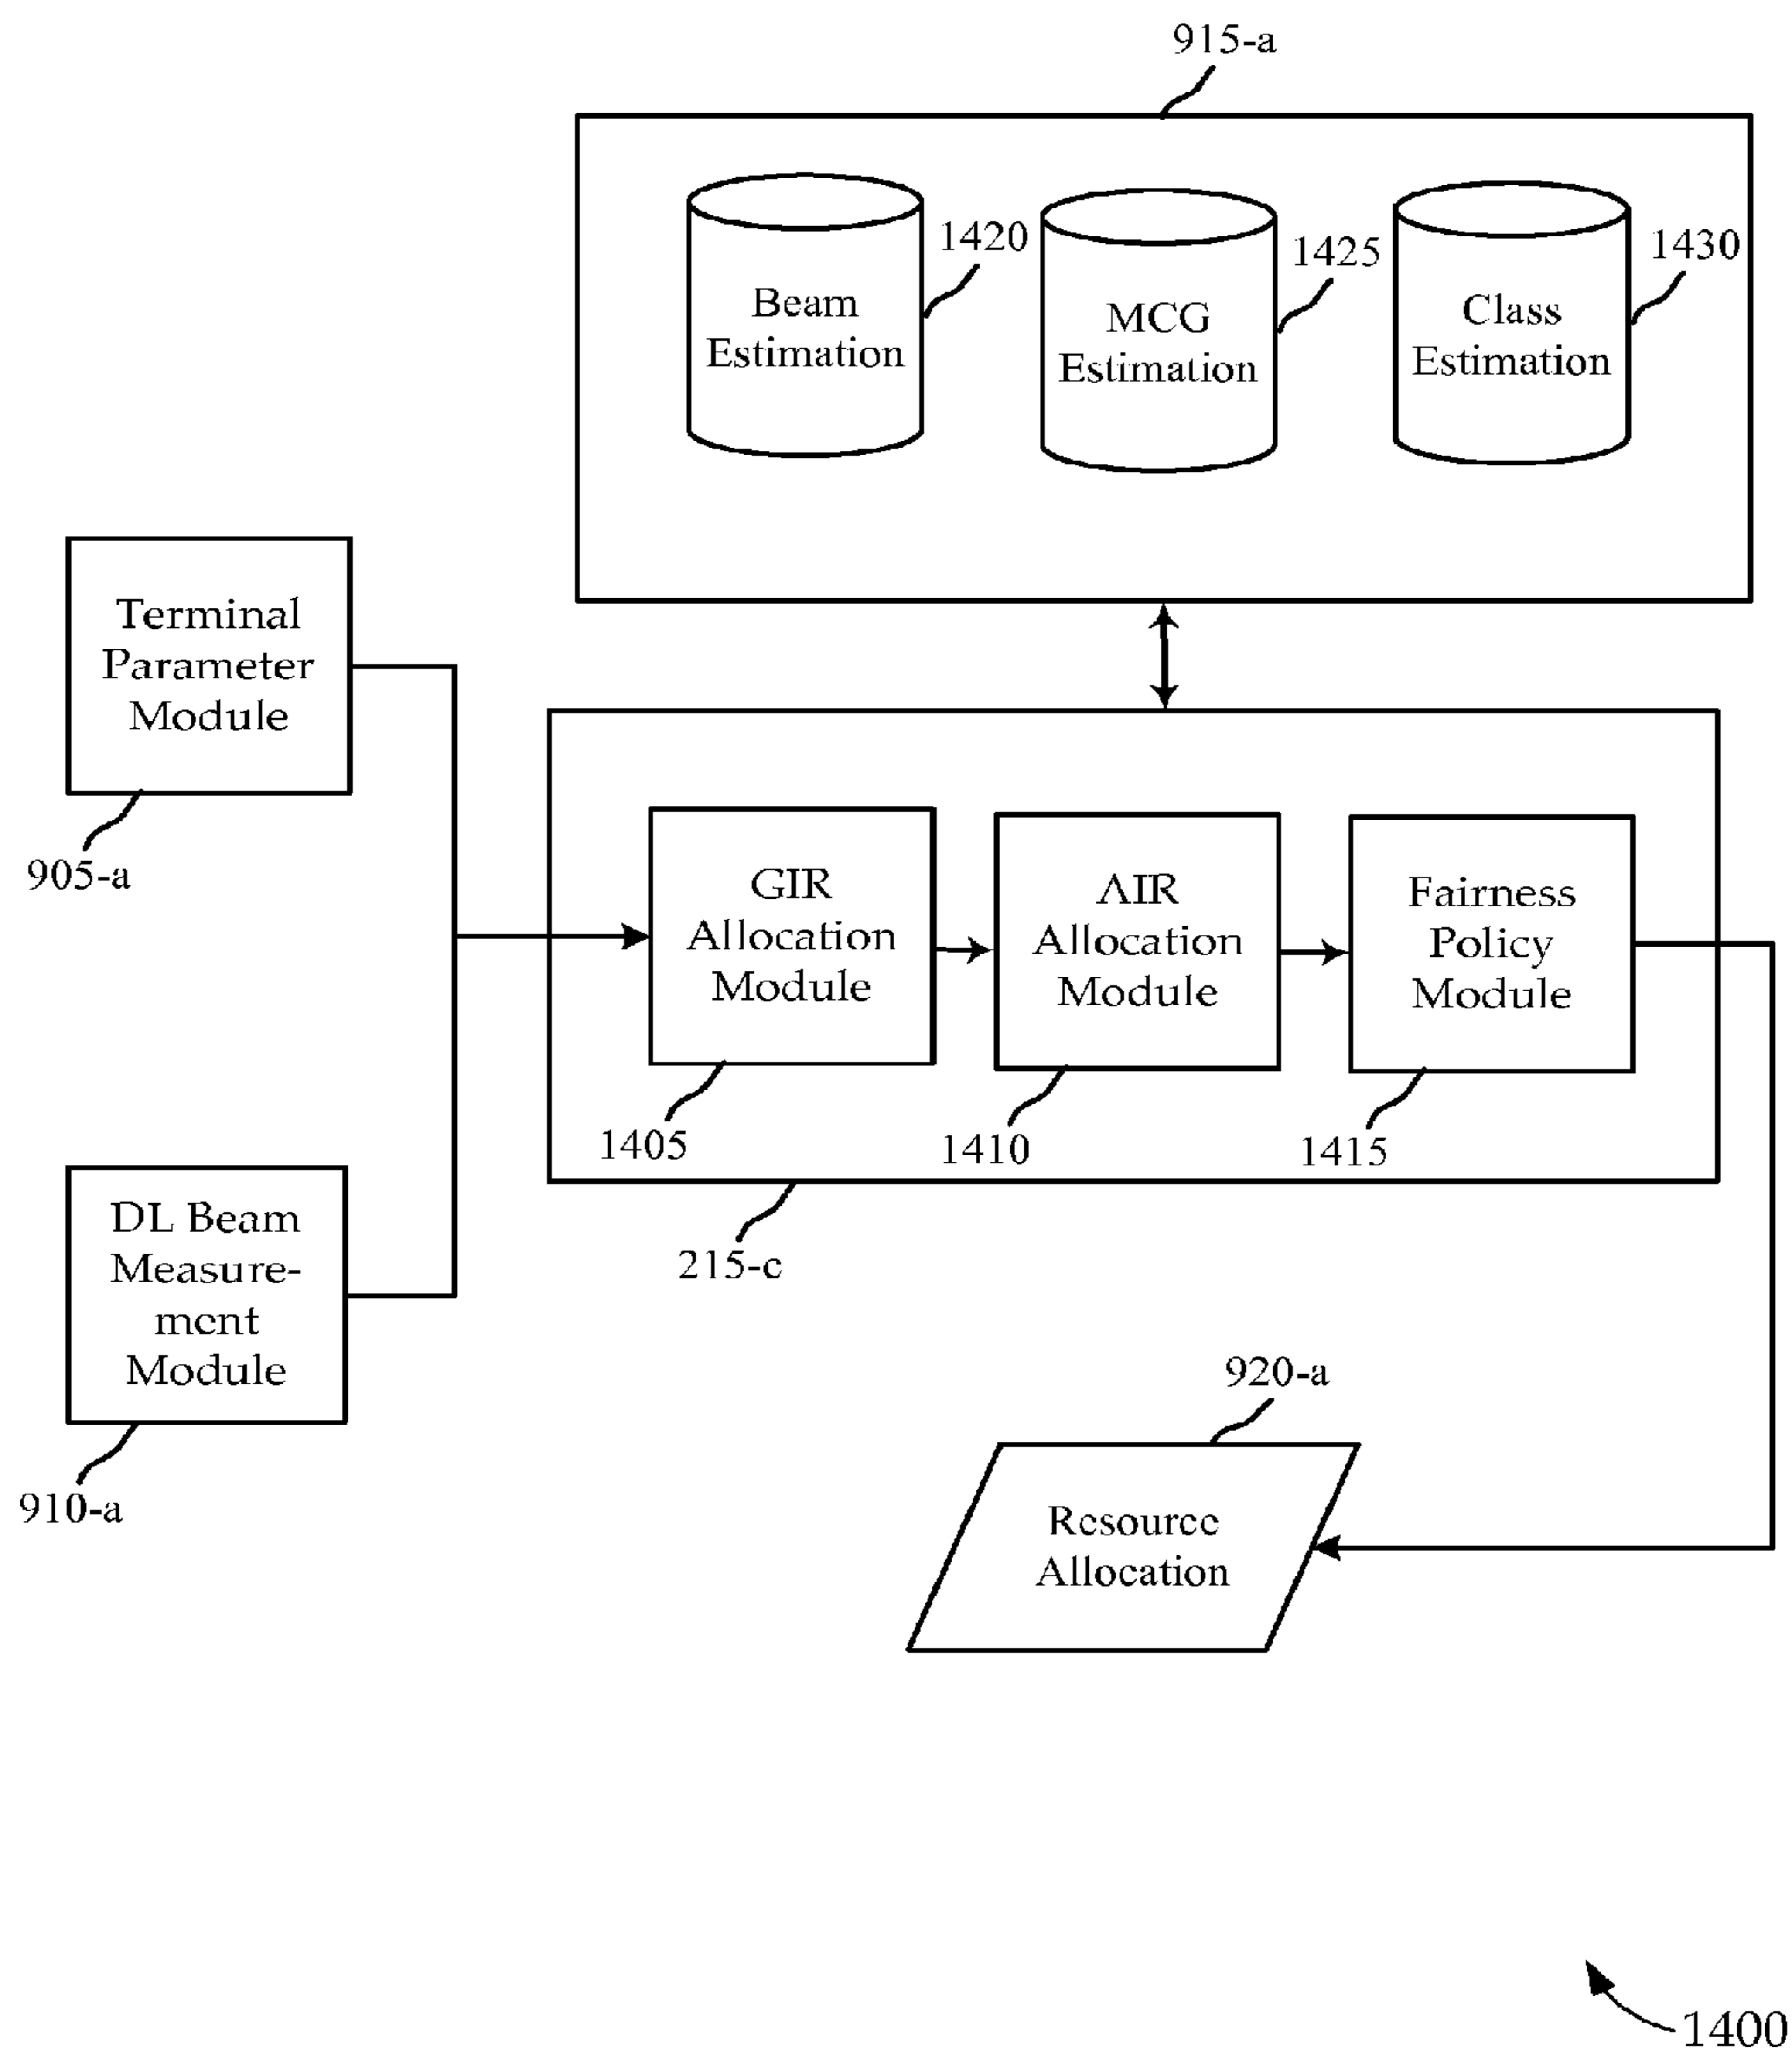 915-a
1420
1425
1430
Beam
Estimation
MCG
Estimation
Class
Estimation
Terminal
Parameter
Module
905-a
GIR
Allocation
Module
AIR
Allocation
Module
Fairness
Policy
Module
1405
1410
1415
215-c
DL Beam
Measure-
ment
Module
910-a
920-a
Resource
Allocation
1400